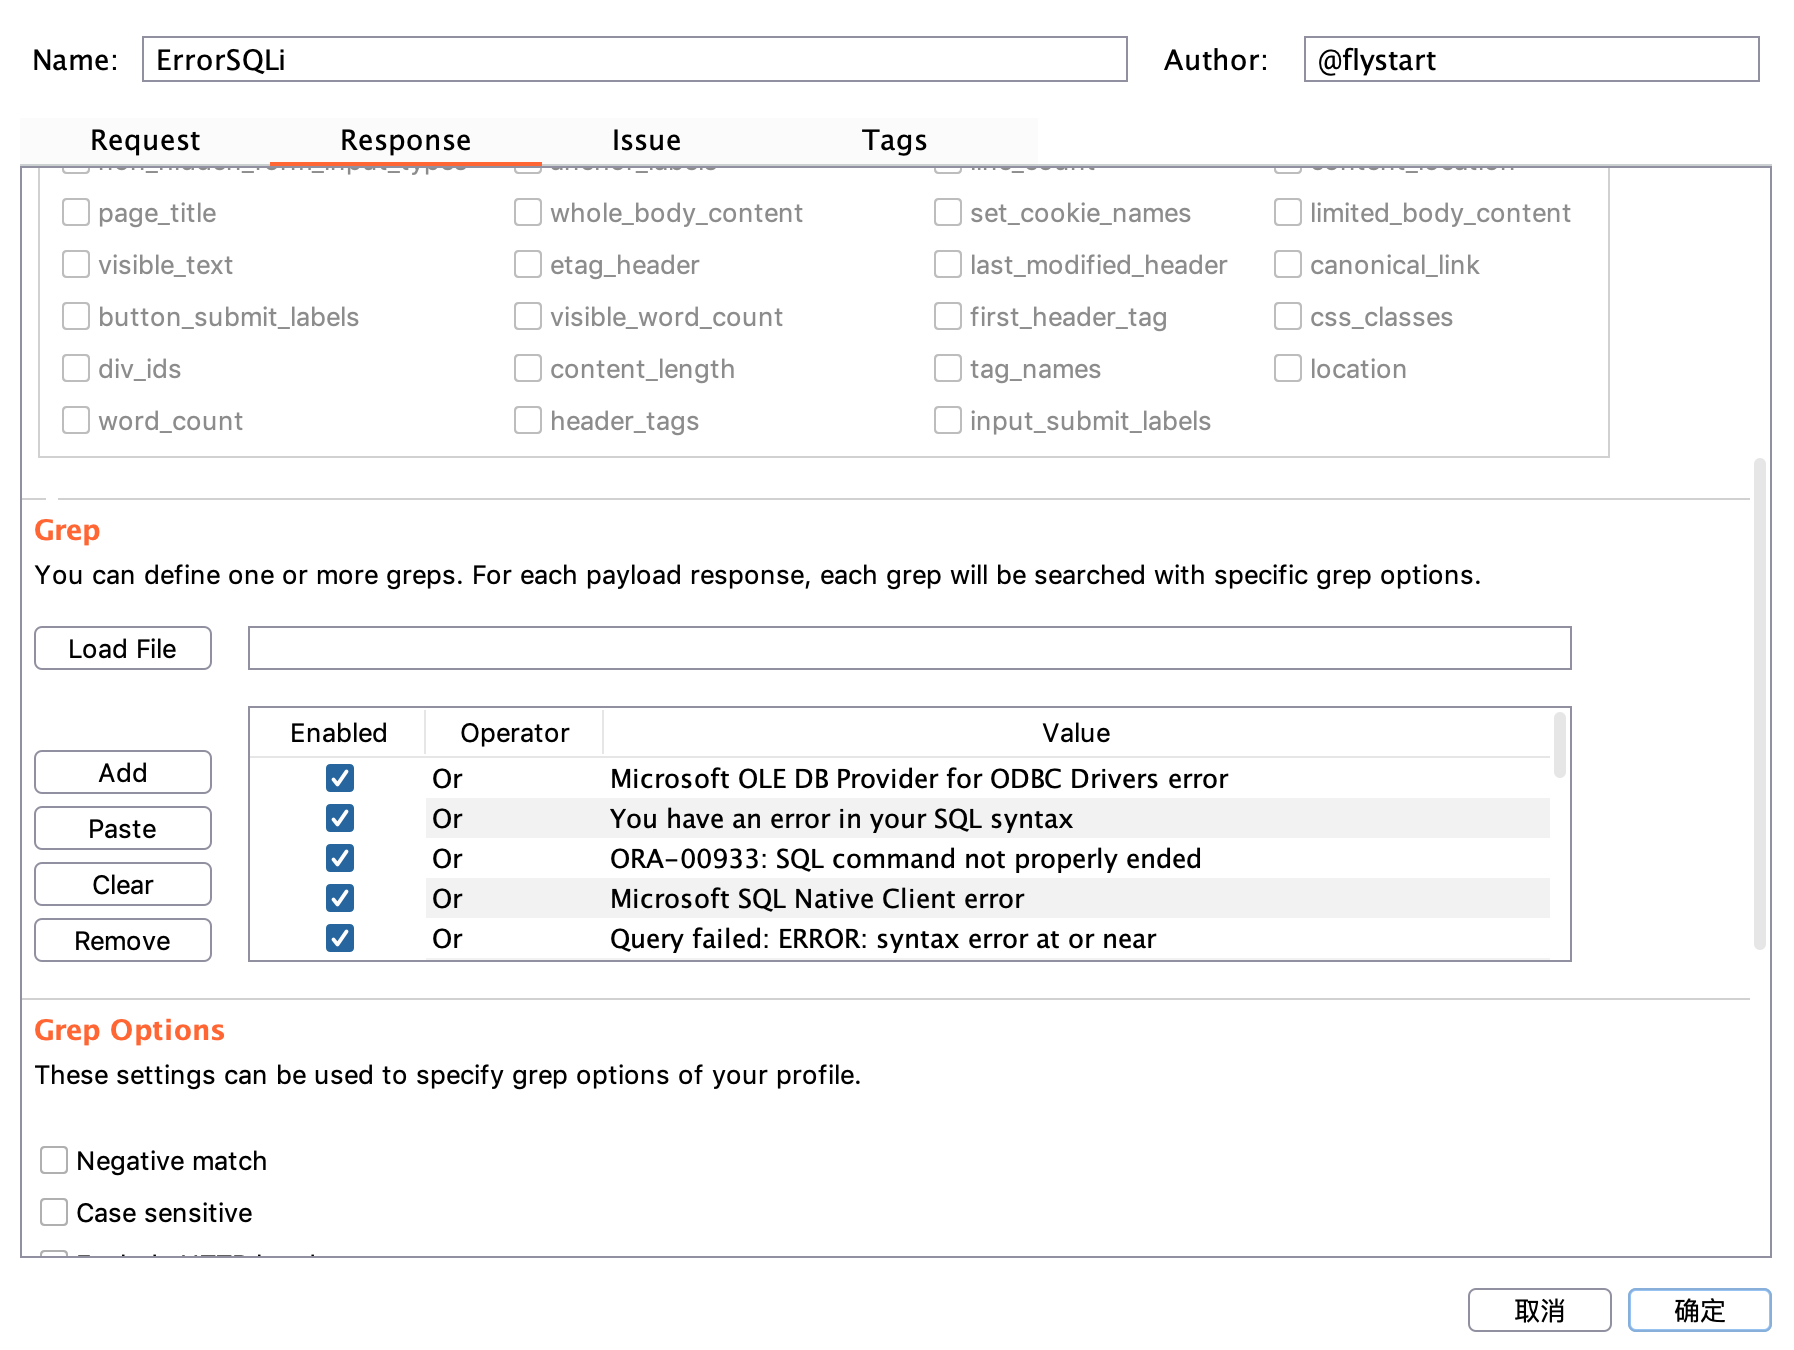 Name: ErrorSQLi Author: @flystart
Request Response Issue Tags
non_hidden_form_input_types anchor_labels line_count content_location
page_title whole_body_content set_cookie_names limited_body_content
visible_text etag_header last_modified_header canonical_link
button_submit_labels visible_word_count first_header_tag css_classes
div_ids content_length tag_names location
word_count header_tags input_submit_labels
Grep
You can define one or more greps. For each payload response, each grep will be searched with specific grep options.
Load File
Enabled Operator Value
Or Microsoft OLE DB Provider for ODBC Drivers error
Add
Or You have an error in your SQL syntax
Paste
Or ORA-00933: SQL command not properly ended
Clear
Or Microsoft SQL Native Client error
Remove
Or Query failed: ERROR: syntax error at or near
Grep Options
These settings can be used to specify grep options of your profile.
Negative match
Case sensitive
取消 确定